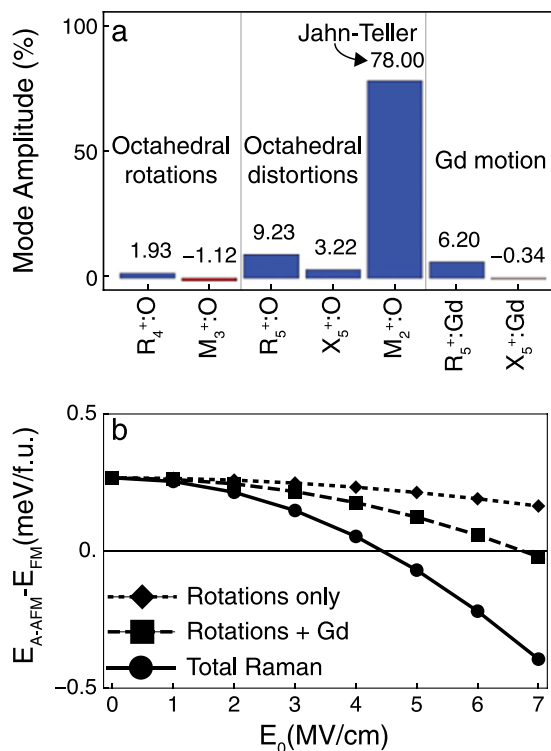 a
Mode Amplitude (%)
100
50
0
Jahn-Teller
78.00
Octahedral
rotations
Octahedral
distortions
Gd motion
1.93
−1.12
9.23
3.22
6.20
−0.34
R₄⁺:O
M₃⁺:O
R₅⁺:O
X₅⁺:O
M₂⁺:O
R₅⁺:Gd
X₅⁺:Gd
b
E_A-AFM-E_FM(meV/f.u.)
0.5
0.
−0.5
Rotations only
Rotations + Gd
Total Raman
0 1 2 3 4 5 6 7
E₀(MV/cm)